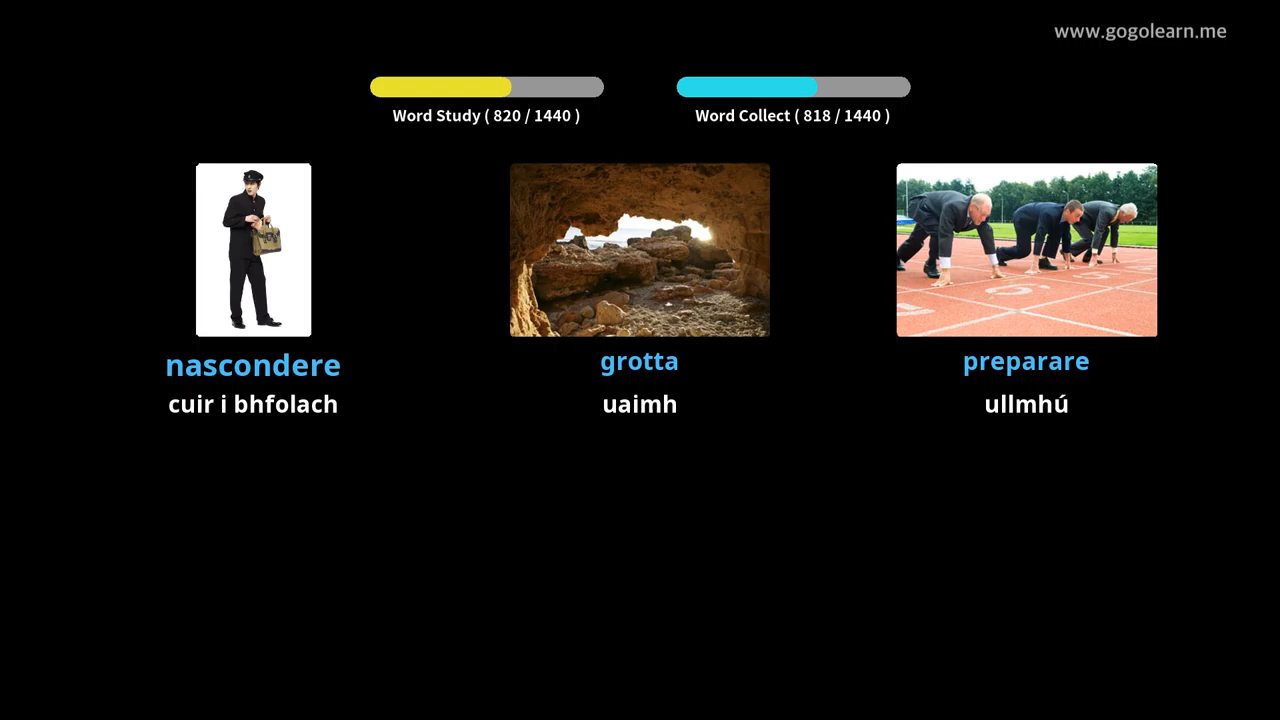 www.gogolearn.me
Word Study ( 820 / 1440 )
Word Collect ( 818 / 1440 )
nascondere
cuir i bhfolach
grotta
uaimh
preparare
ullmhú